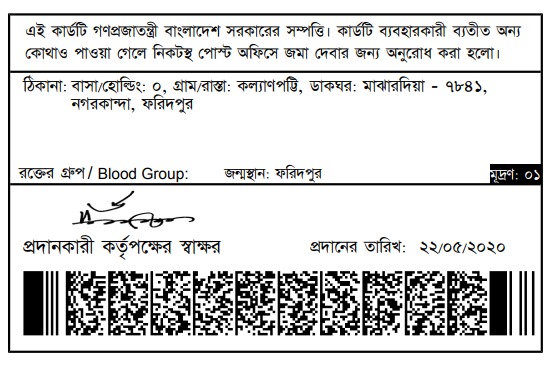 এই কার্ডটি গণপ্রজাতন্ত্রী বাংলাদেশ সরকারের সম্পত্তি। কার্ডটি ব্যবহারকারী ব্যতীত অন্য
কোথাও পাওয়া গেলে নিকটস্থ পোস্ট অফিসে জমা দেবার জন্য অনুরোধ করা হলো।
ঠিকানা: বাসা/হোল্ডিং: ০, গ্রাম/রাস্তা: কল্যাণপট্টি, ডাকঘর: মাঝারদিয়া - ৭৮৪১,
নগরকান্দা, ফরিদপুর
রক্তের গ্রুপ / Blood Group: জন্মস্থান: ফরিদপুর মূদ্রণ: ০১
প্রদানকারী কর্তৃপক্ষের স্বাক্ষর প্রদানের তারিখ: ২২/০৫/২০২০